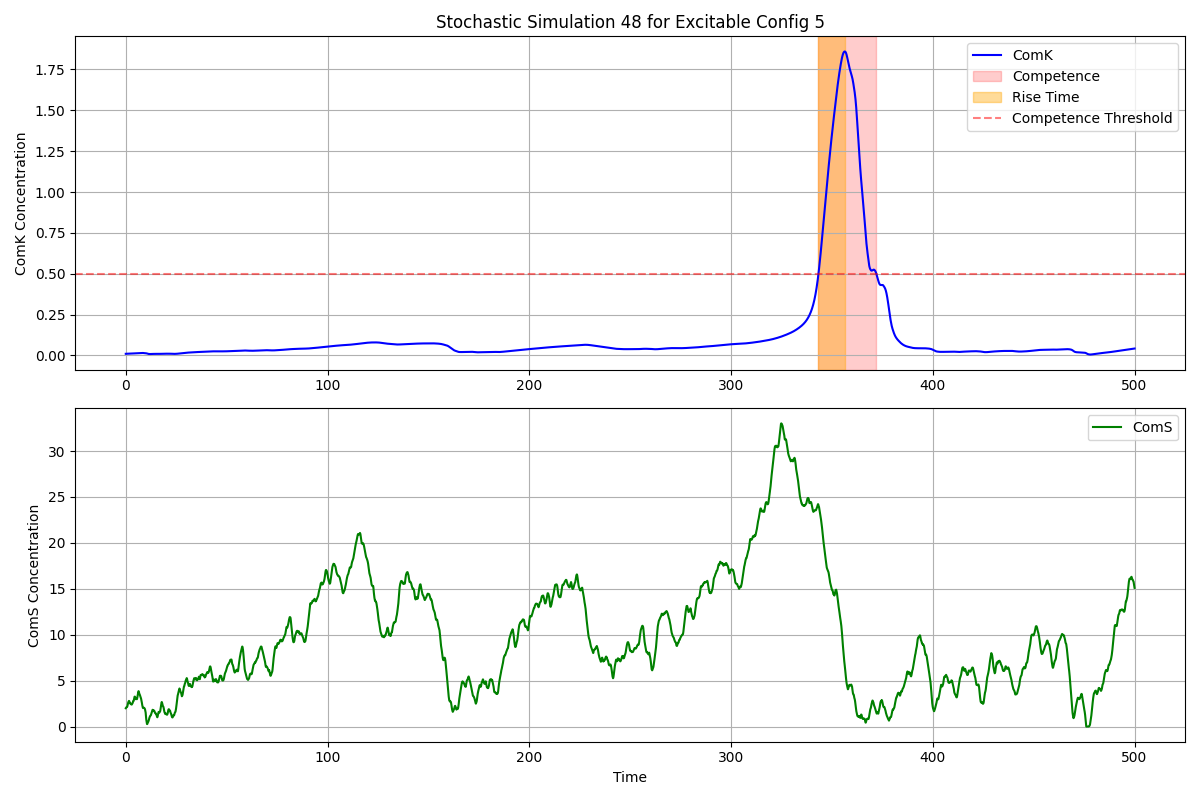 Stochastic Simulation 48 for Excitable Config 5
ComK Concentration
1.75
1.50
1.25
1.00
0.75
0.50
0.25
0.00
ComK
Competence
Rise Time
Competence Threshold
0 100 200 300 400 500
ComS Concentration
30
25
20
15
10
5
0
ComS
0 100 200 300 400 500
Time